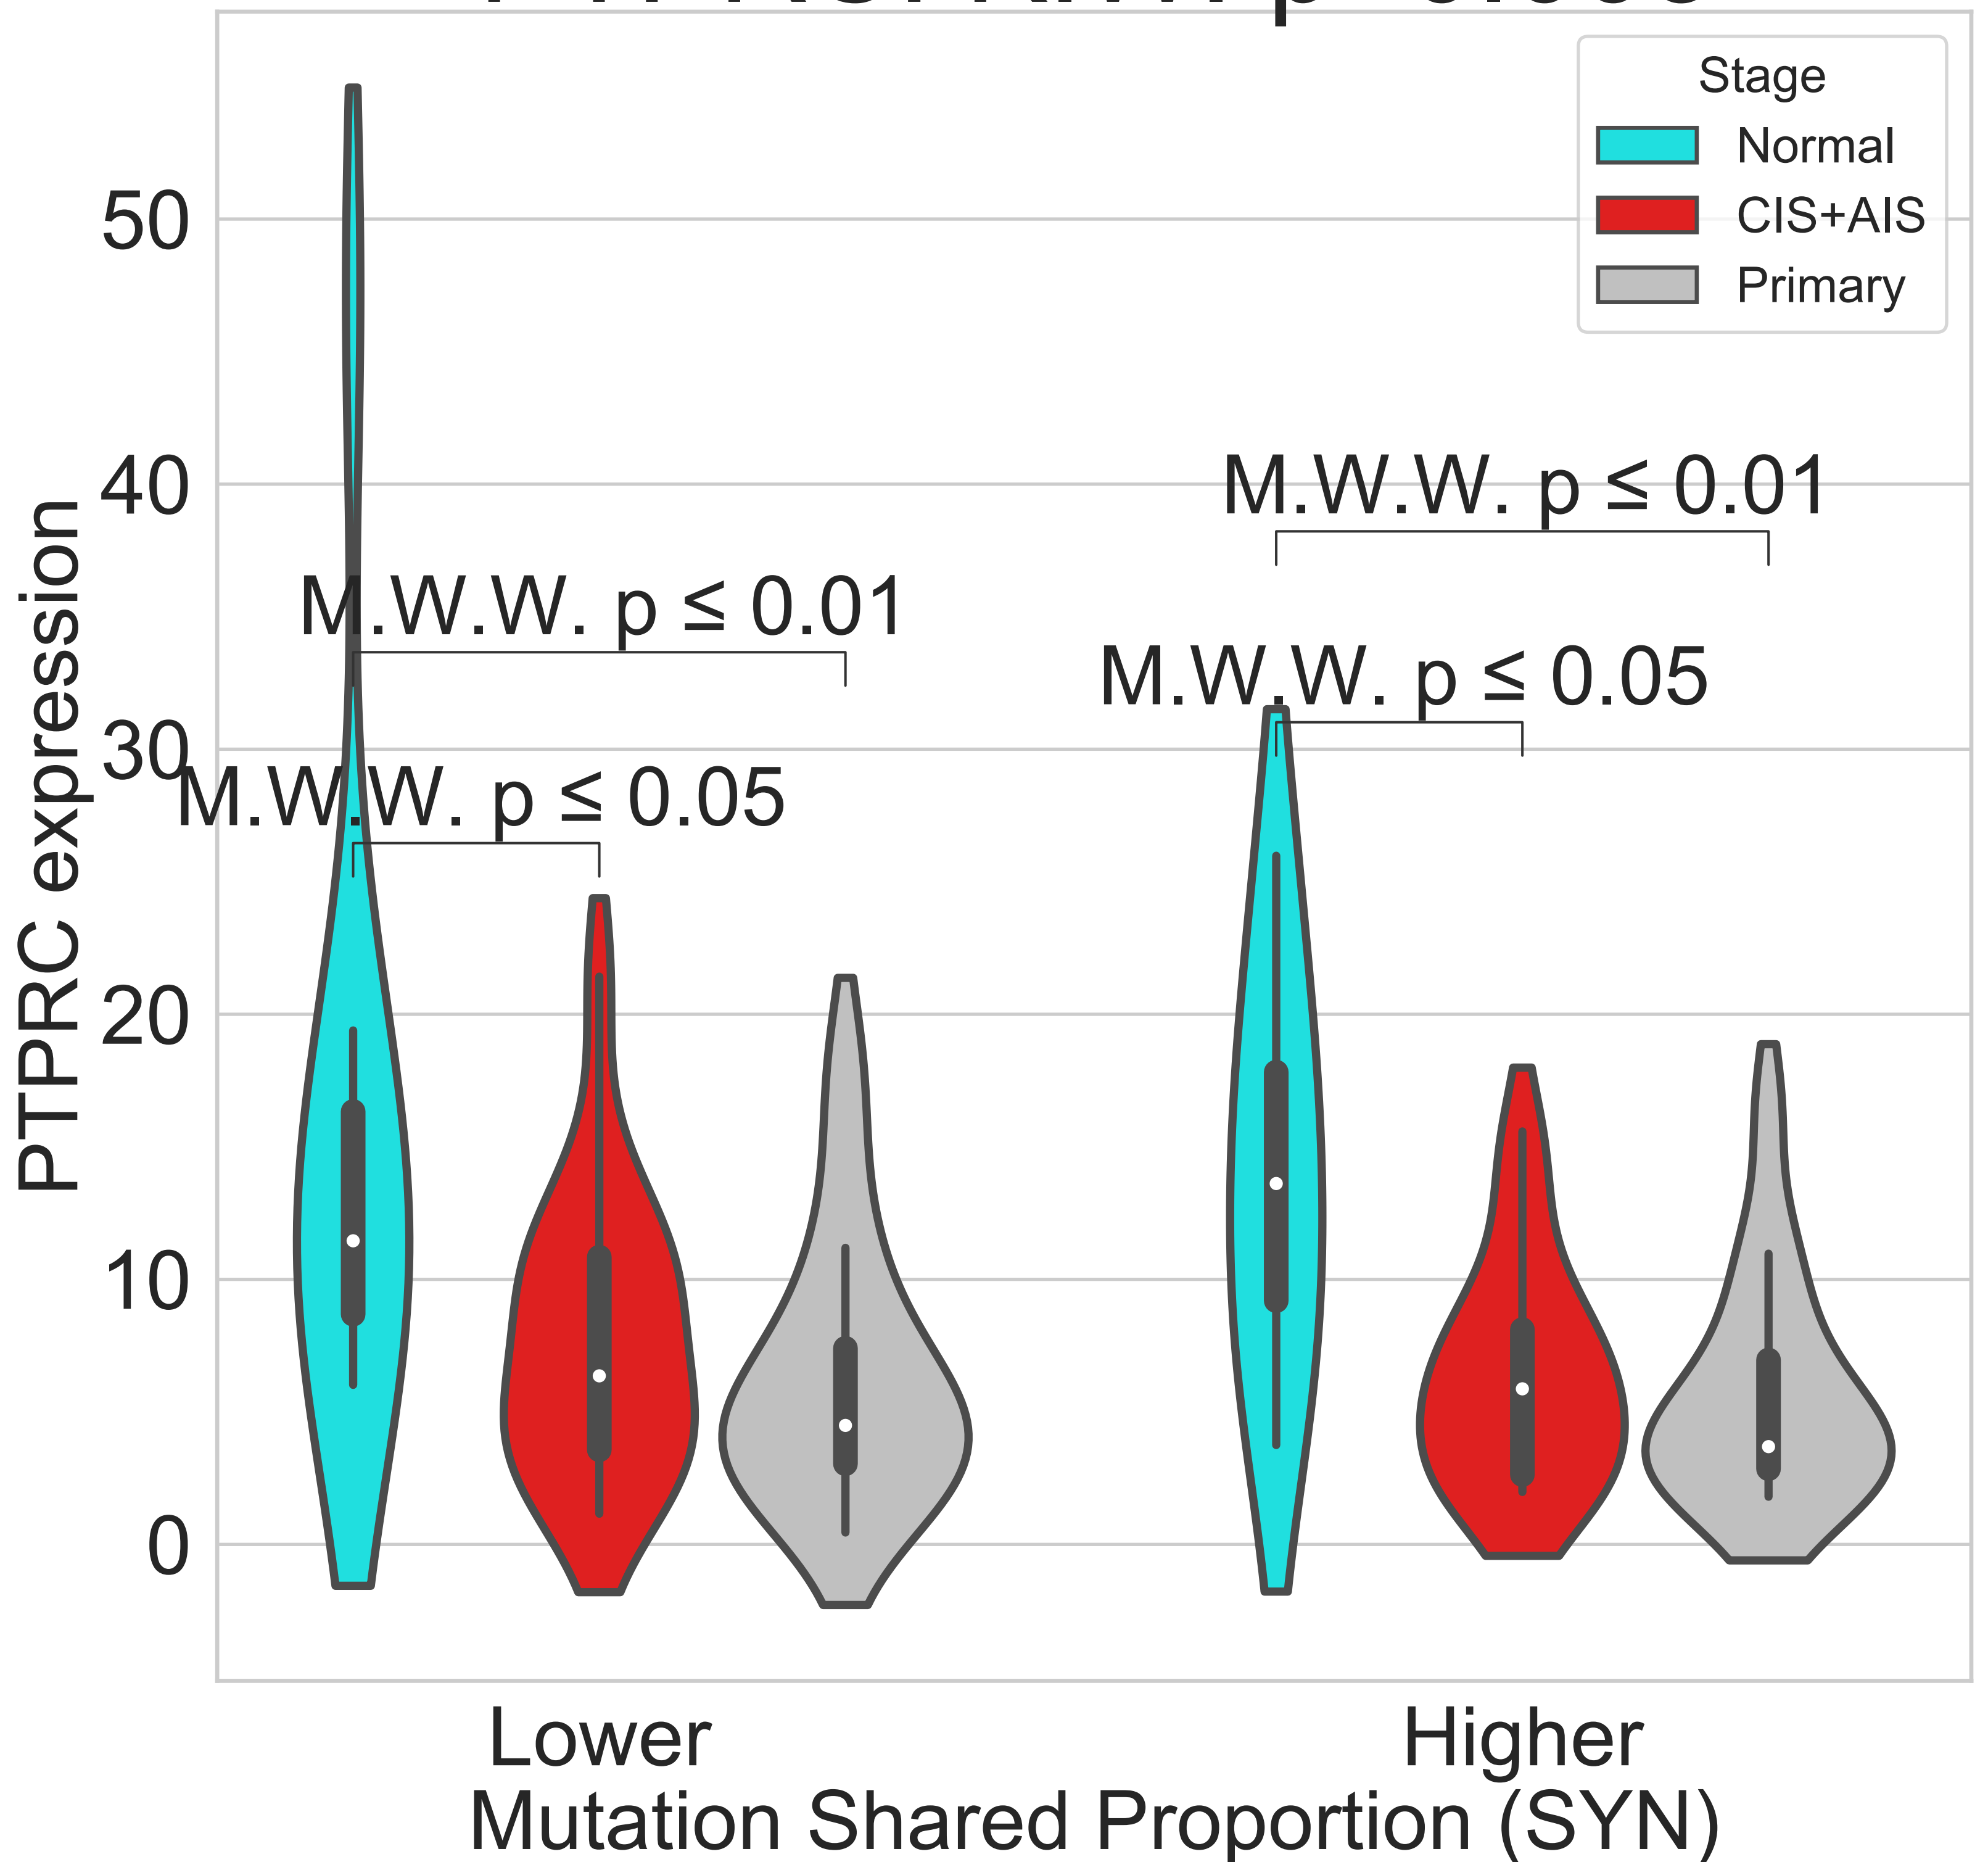 Stage
Normal
CIS+AIS
Primary
50
40
30
20
10
0
PTPRC expression
M.W.W. p ≤ 0.01
M.W.W. p ≤ 0.05
M.W.W. p ≤ 0.01
M.W.W. p ≤ 0.05
Lower
Higher
Mutation Shared Proportion (SYN)